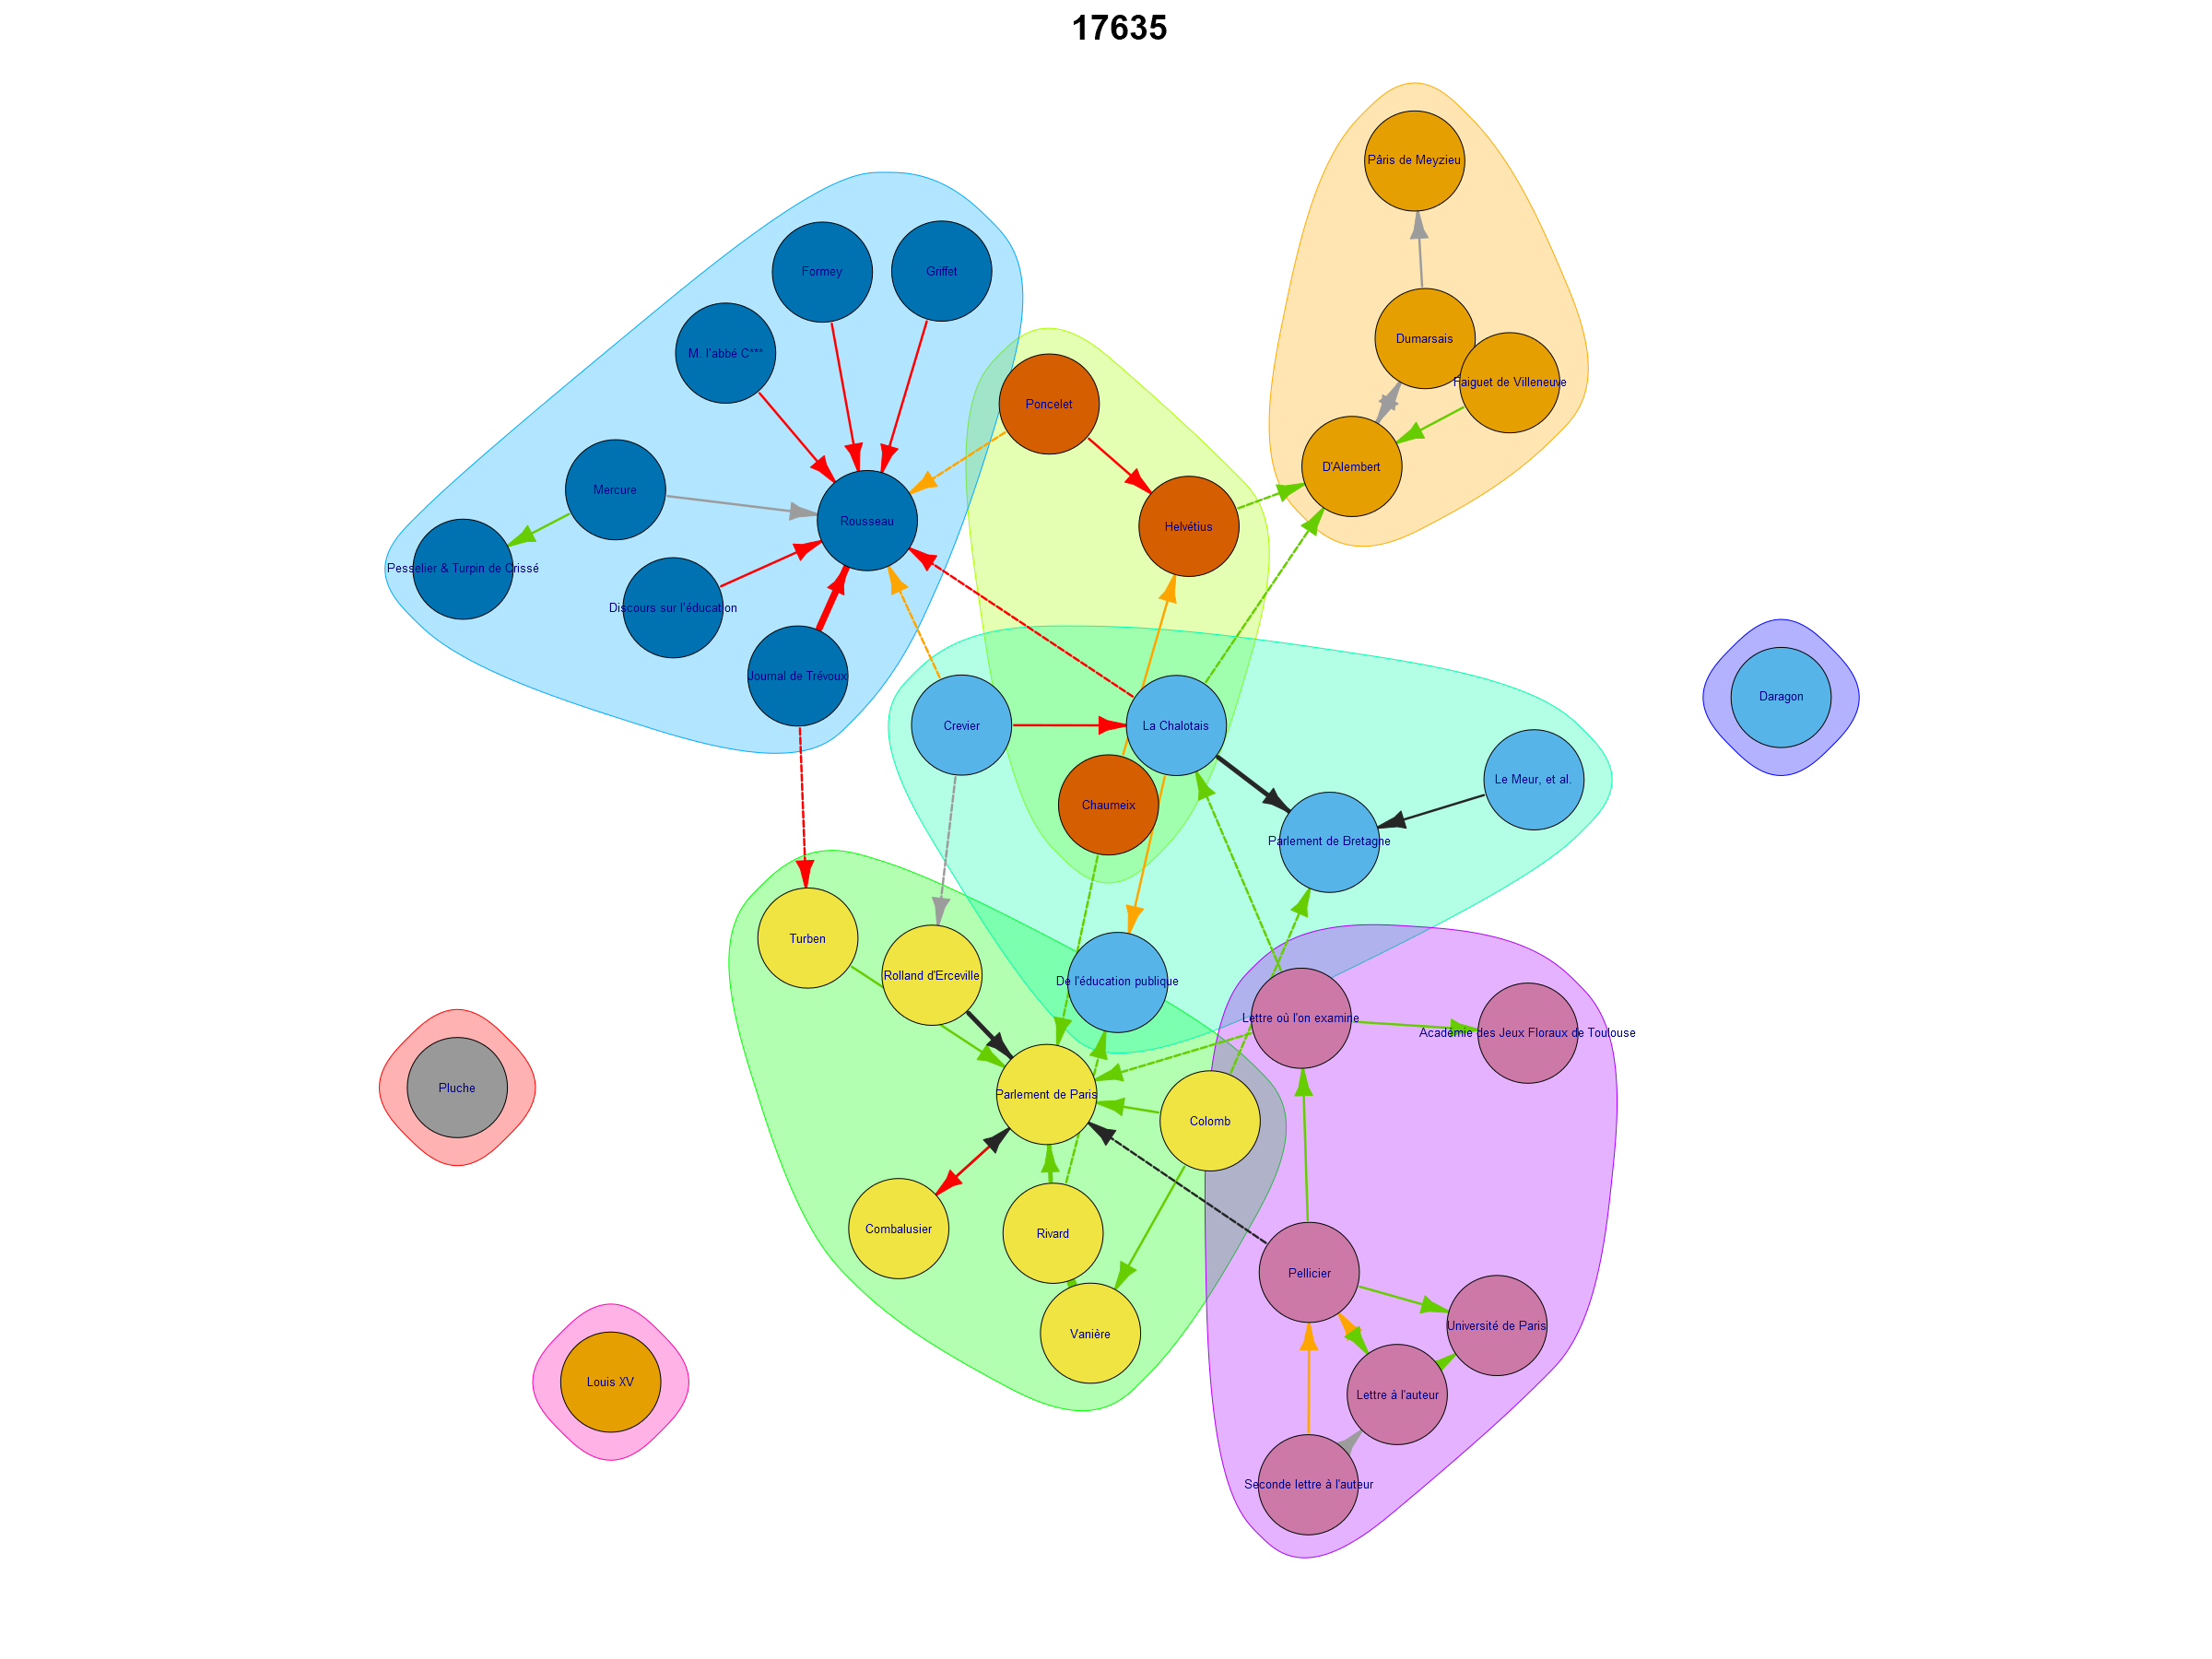 17635
Pâris de Meyzieu
Formey
Griffet
Dumarsais
M. l'abbé C***
Faiguet de Villeneuve
Poncelet
D'Alembert
Mercure
Rousseau
Helvétius
Pesselier & Turpin de Crissé
Discours sur l'éducation
Journal de Trévoux
Daragon
Crevier
La Chalotais
Le Meur, et al.
Chaumeix
Parlement de Bretagne
Turben
Rolland d'Erceville
De l'éducation publique
Lettre où l'on examine
Académie des Jeux Floraux de Toulouse
Pluche
Parlement de Paris
Colomb
Combalusier
Rivard
Pellicier
Université de Paris
Vanière
Louis XV
Lettre à l'auteur
Seconde lettre à l'auteur